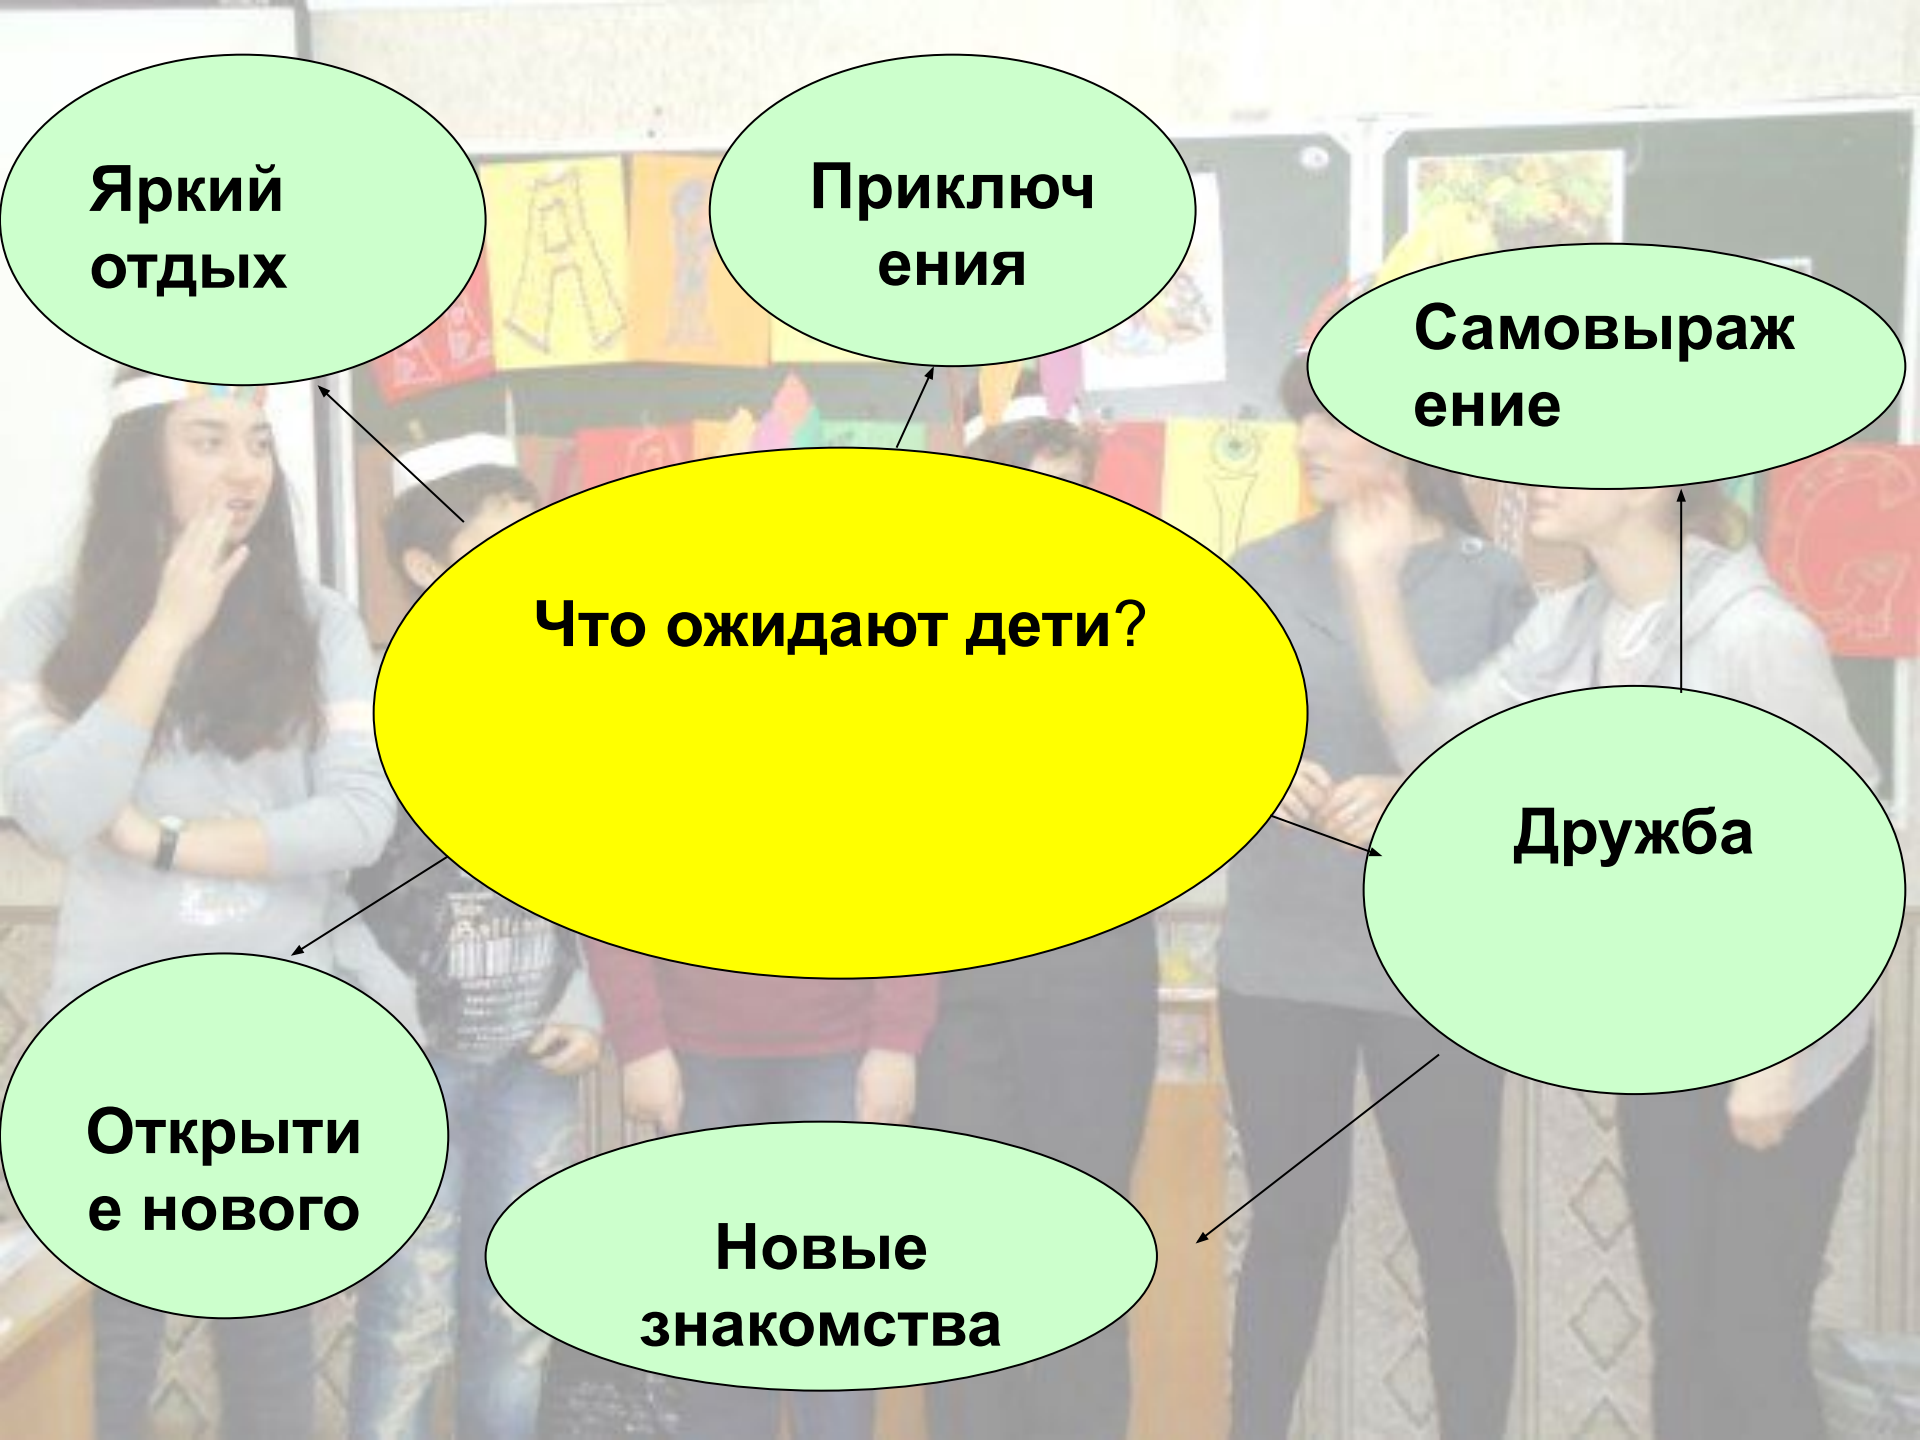 Яркий
отдых
Приключ
ения
Самовыраж
ение
Что ожидают дети?
Дружба
Открыти
е нового
Новые
знакомства